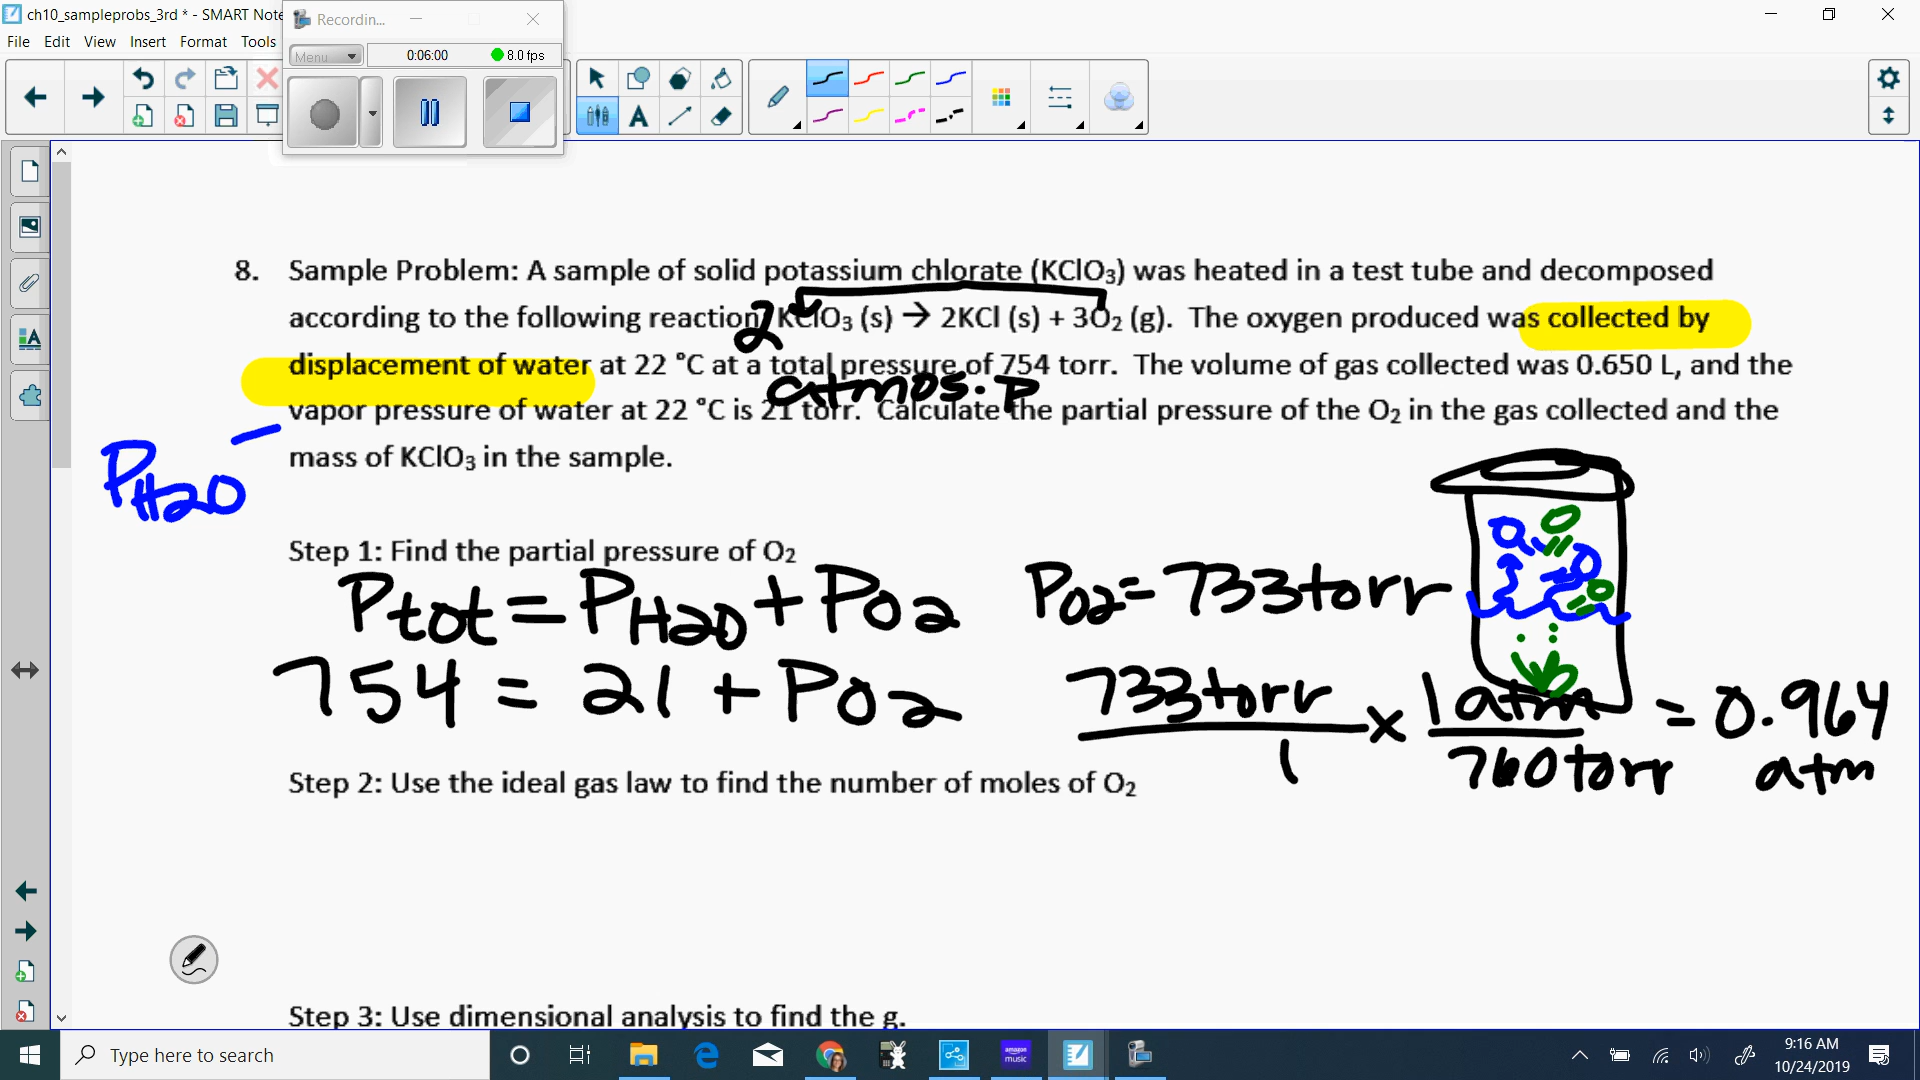 ch10_sampleprobs_3rd * - SMART Note
Recordin...
File Edit View Insert Format Tools
Menu 0:06:00 8.0 fps
A
8. Sample Problem: A sample of solid potassium chlorate (KClO₃) was heated in a test tube and decomposed
according to the following reaction 2 KClO₃ (s) → 2KCl (s) + 3O₂ (g). The oxygen produced was collected by
displacement of water at 22 °C at a total pressure of 754 torr. The volume of gas collected was 0.650 L, and the
atmos. P
vapor pressure of water at 22 °C is 21 torr. Calculate the partial pressure of the O₂ in the gas collected and the
mass of KClO₃ in the sample.
PH2O
Step 1: Find the partial pressure of O₂
Ptot = PH2O + PO2
PO2 = 733torr
754 = 21 + PO2
733torr / 1 x 1 atm / 760torr = 0.964 atm
Step 2: Use the ideal gas law to find the number of moles of O₂
Step 3: Use dimensional analysis to find the g.
Type here to search
amazon music
9:16 AM
10/24/2019